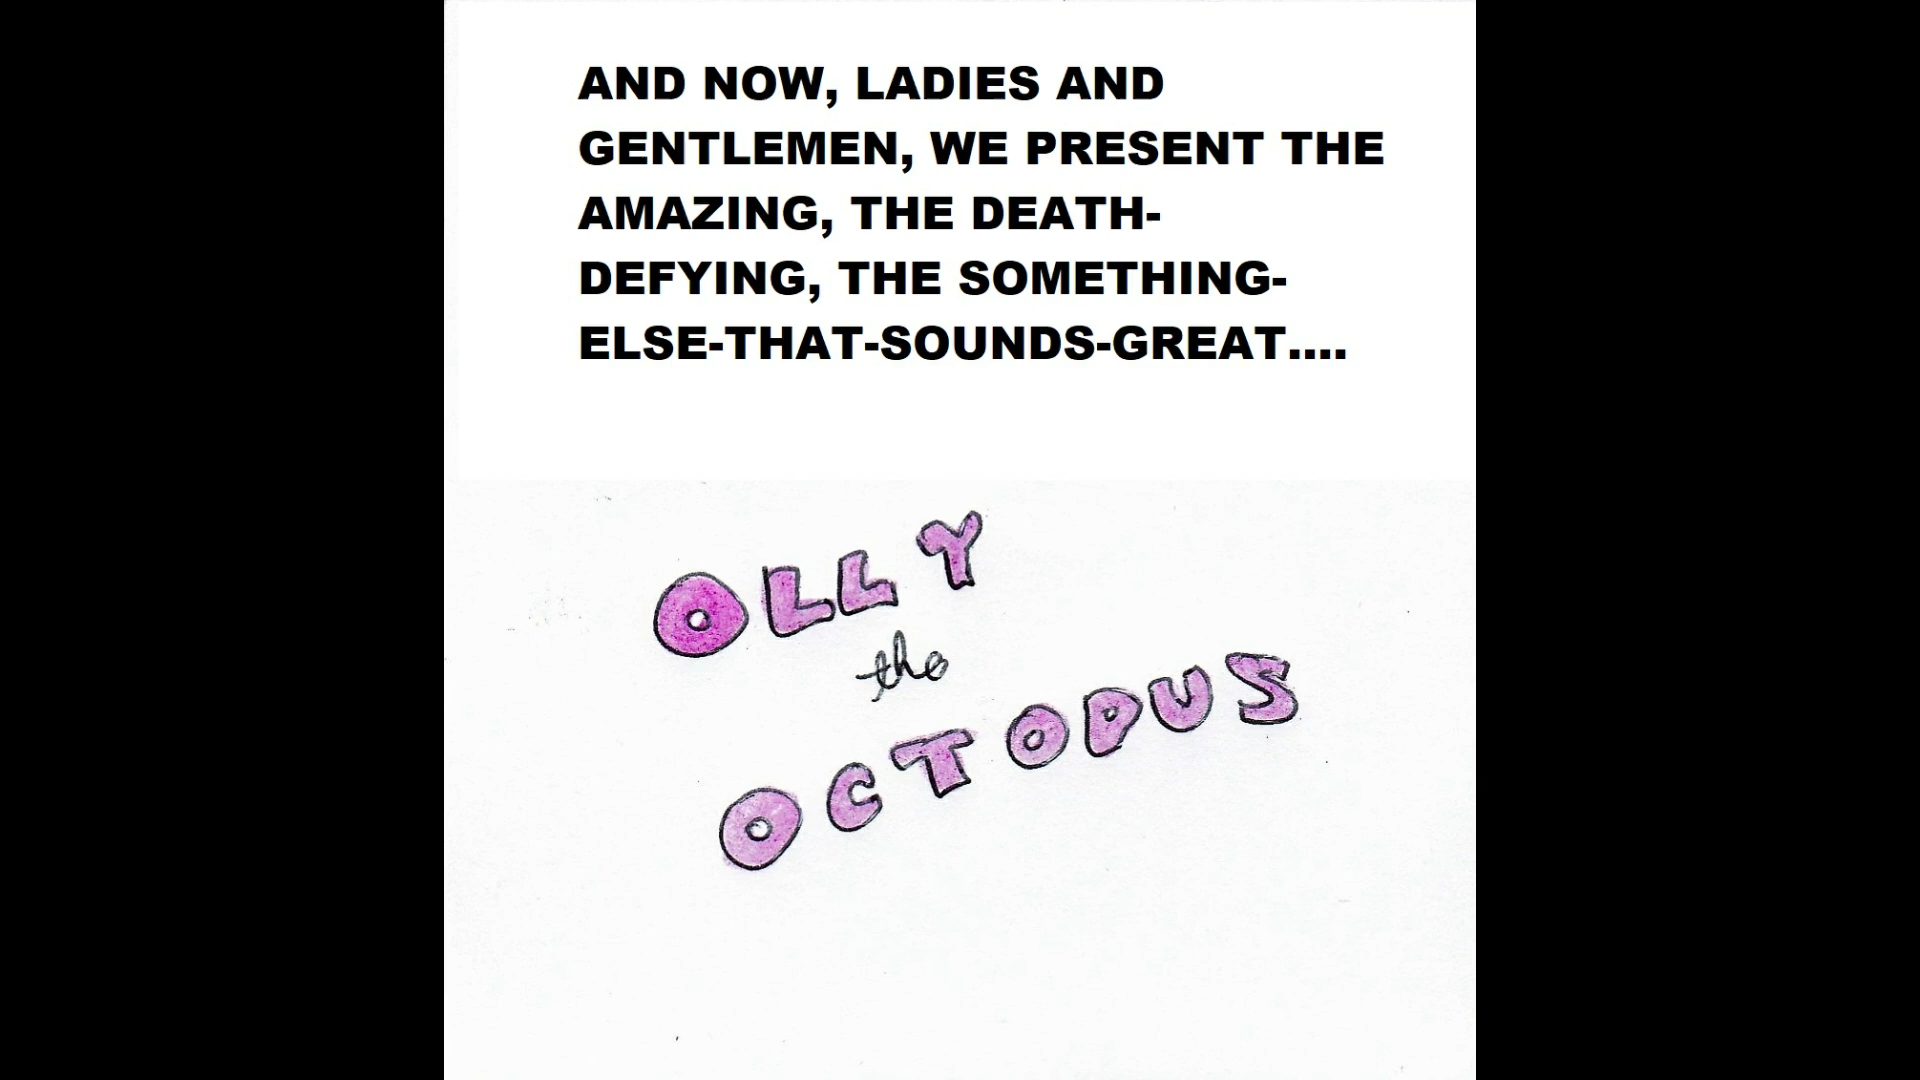 AND NOW, LADIES AND
GENTLEMEN, WE PRESENT THE
AMAZING, THE DEATH-
DEFYING, THE SOMETHING-
ELSE-THAT-SOUNDS-GREAT....
OLLY
the
OCTOPUS